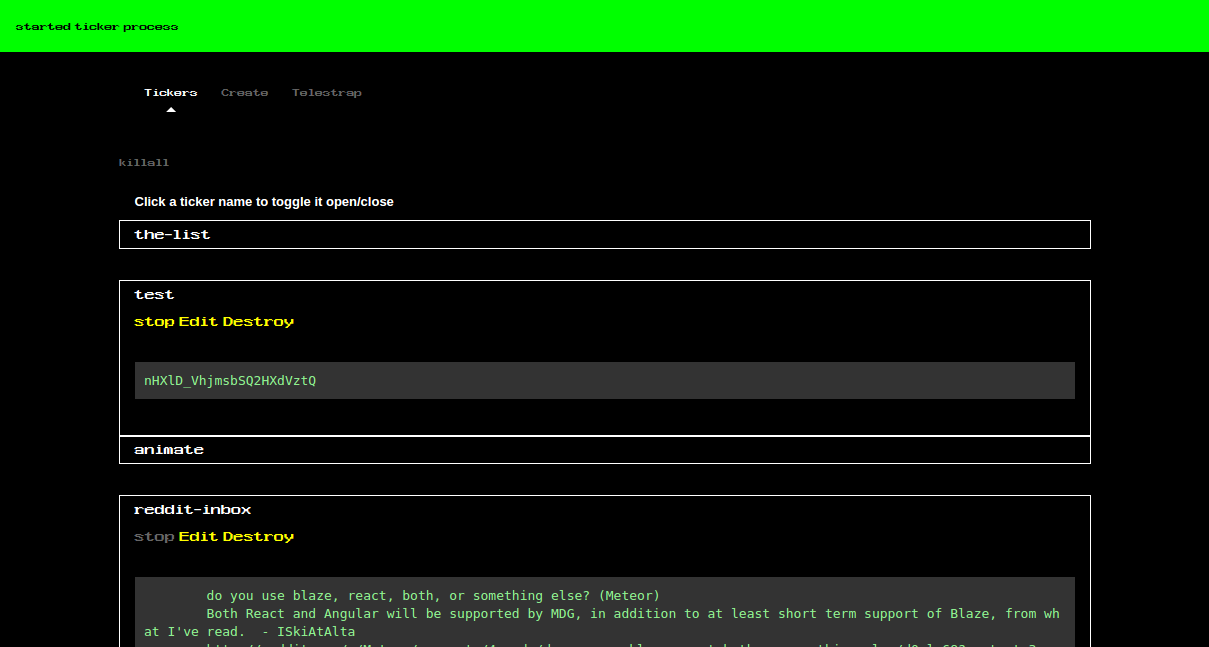 started ticker process
Tickers Create Telestrap
killall
Click a ticker name to toggle it open/close
the-list
test
stop Edit Destroy
nHXlD_VhjmsbSQ2HXdVztQ
animate
reddit-inbox
stop Edit Destroy
do you use blaze, react, both, or something else? (Meteor)
Both React and Angular will be supported by MDG, in addition to at least short term support of Blaze, from wh
at I've read.  - ISkiAtAlta